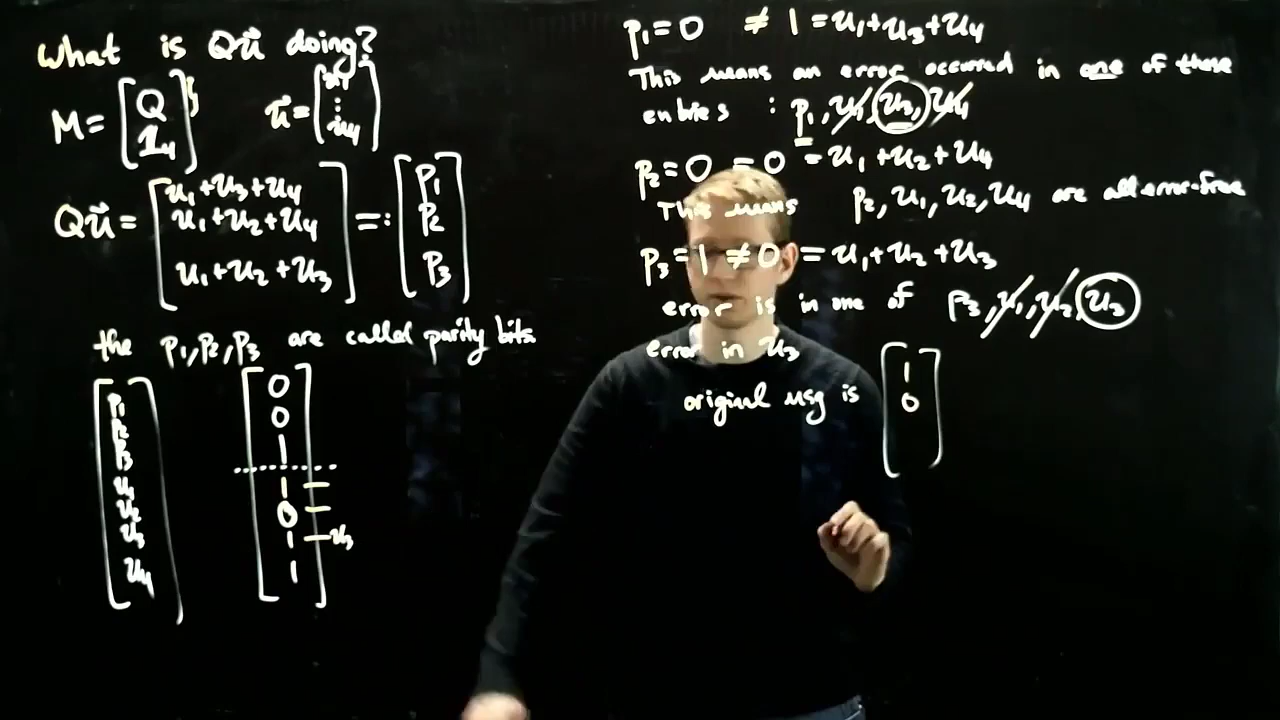 What is Qu⃗ doing?
M = [ Q
1₄ ]
u⃗ = [ u₁
⋮
u₄ ]
Qu⃗ = [ u₁+u₃+u₄
u₁+u₂+u₄
u₁+u₂+u₃ ] =: [ p₁
p₂
p₃ ]
the p₁, p₂, p₃ are called parity bits
[ p₁
p₂
p₃
u₁
u₂
u₃
u₄ ]
[ 0
0
1
1
0
1 – u₃
1 ]
p₁ = 0 ≠ 1 = u₁+u₃+u₄
This means an error occurred in one of these
entries : p₁, u₁, u₃, u₄
p₂ = 0 = 0 = u₁ + u₂ + u₄
This means p₂, u₁, u₂, u₄ are all error-free
p₃ = 1 ≠ 0 = u₁ + u₂ + u₃
error is in one of p₃, u₁, u₂, u₃
error in u₃
original msg is [ 1
0 ]